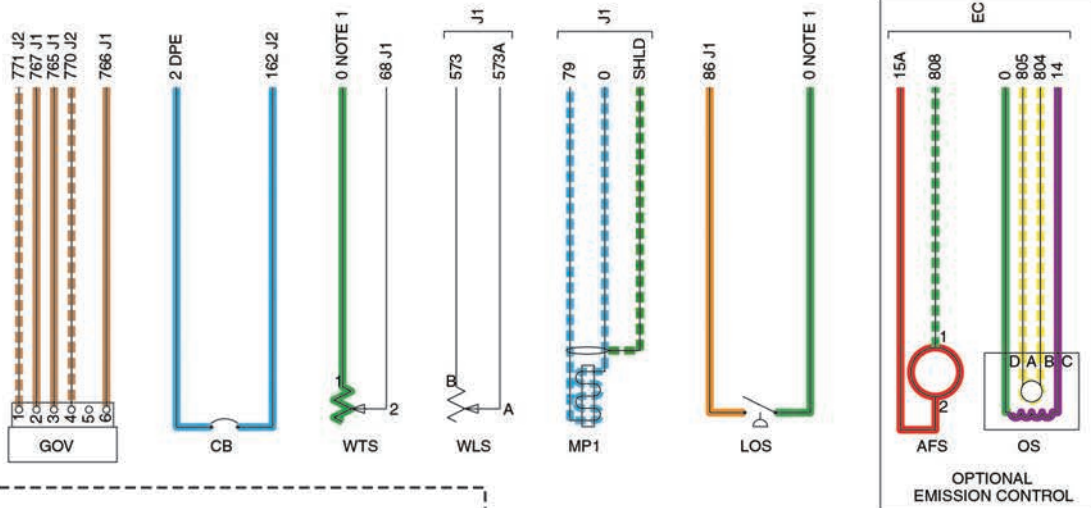 771 J2
767 J1
765 J1
770 J2
766 J1
2 DPE
162 J2
0 NOTE 1
68 J1
J1
573
573A
J1
79
0
SHLD
86 J1
0 NOTE 1
EC
15A
808
0
805
804
14
1 2 3 4 5 6
GOV
CB
1
2
WTS
B
A
WLS
MP1
LOS
1
2
AFS
D A B C
OS
OPTIONAL
EMISSION CONTROL